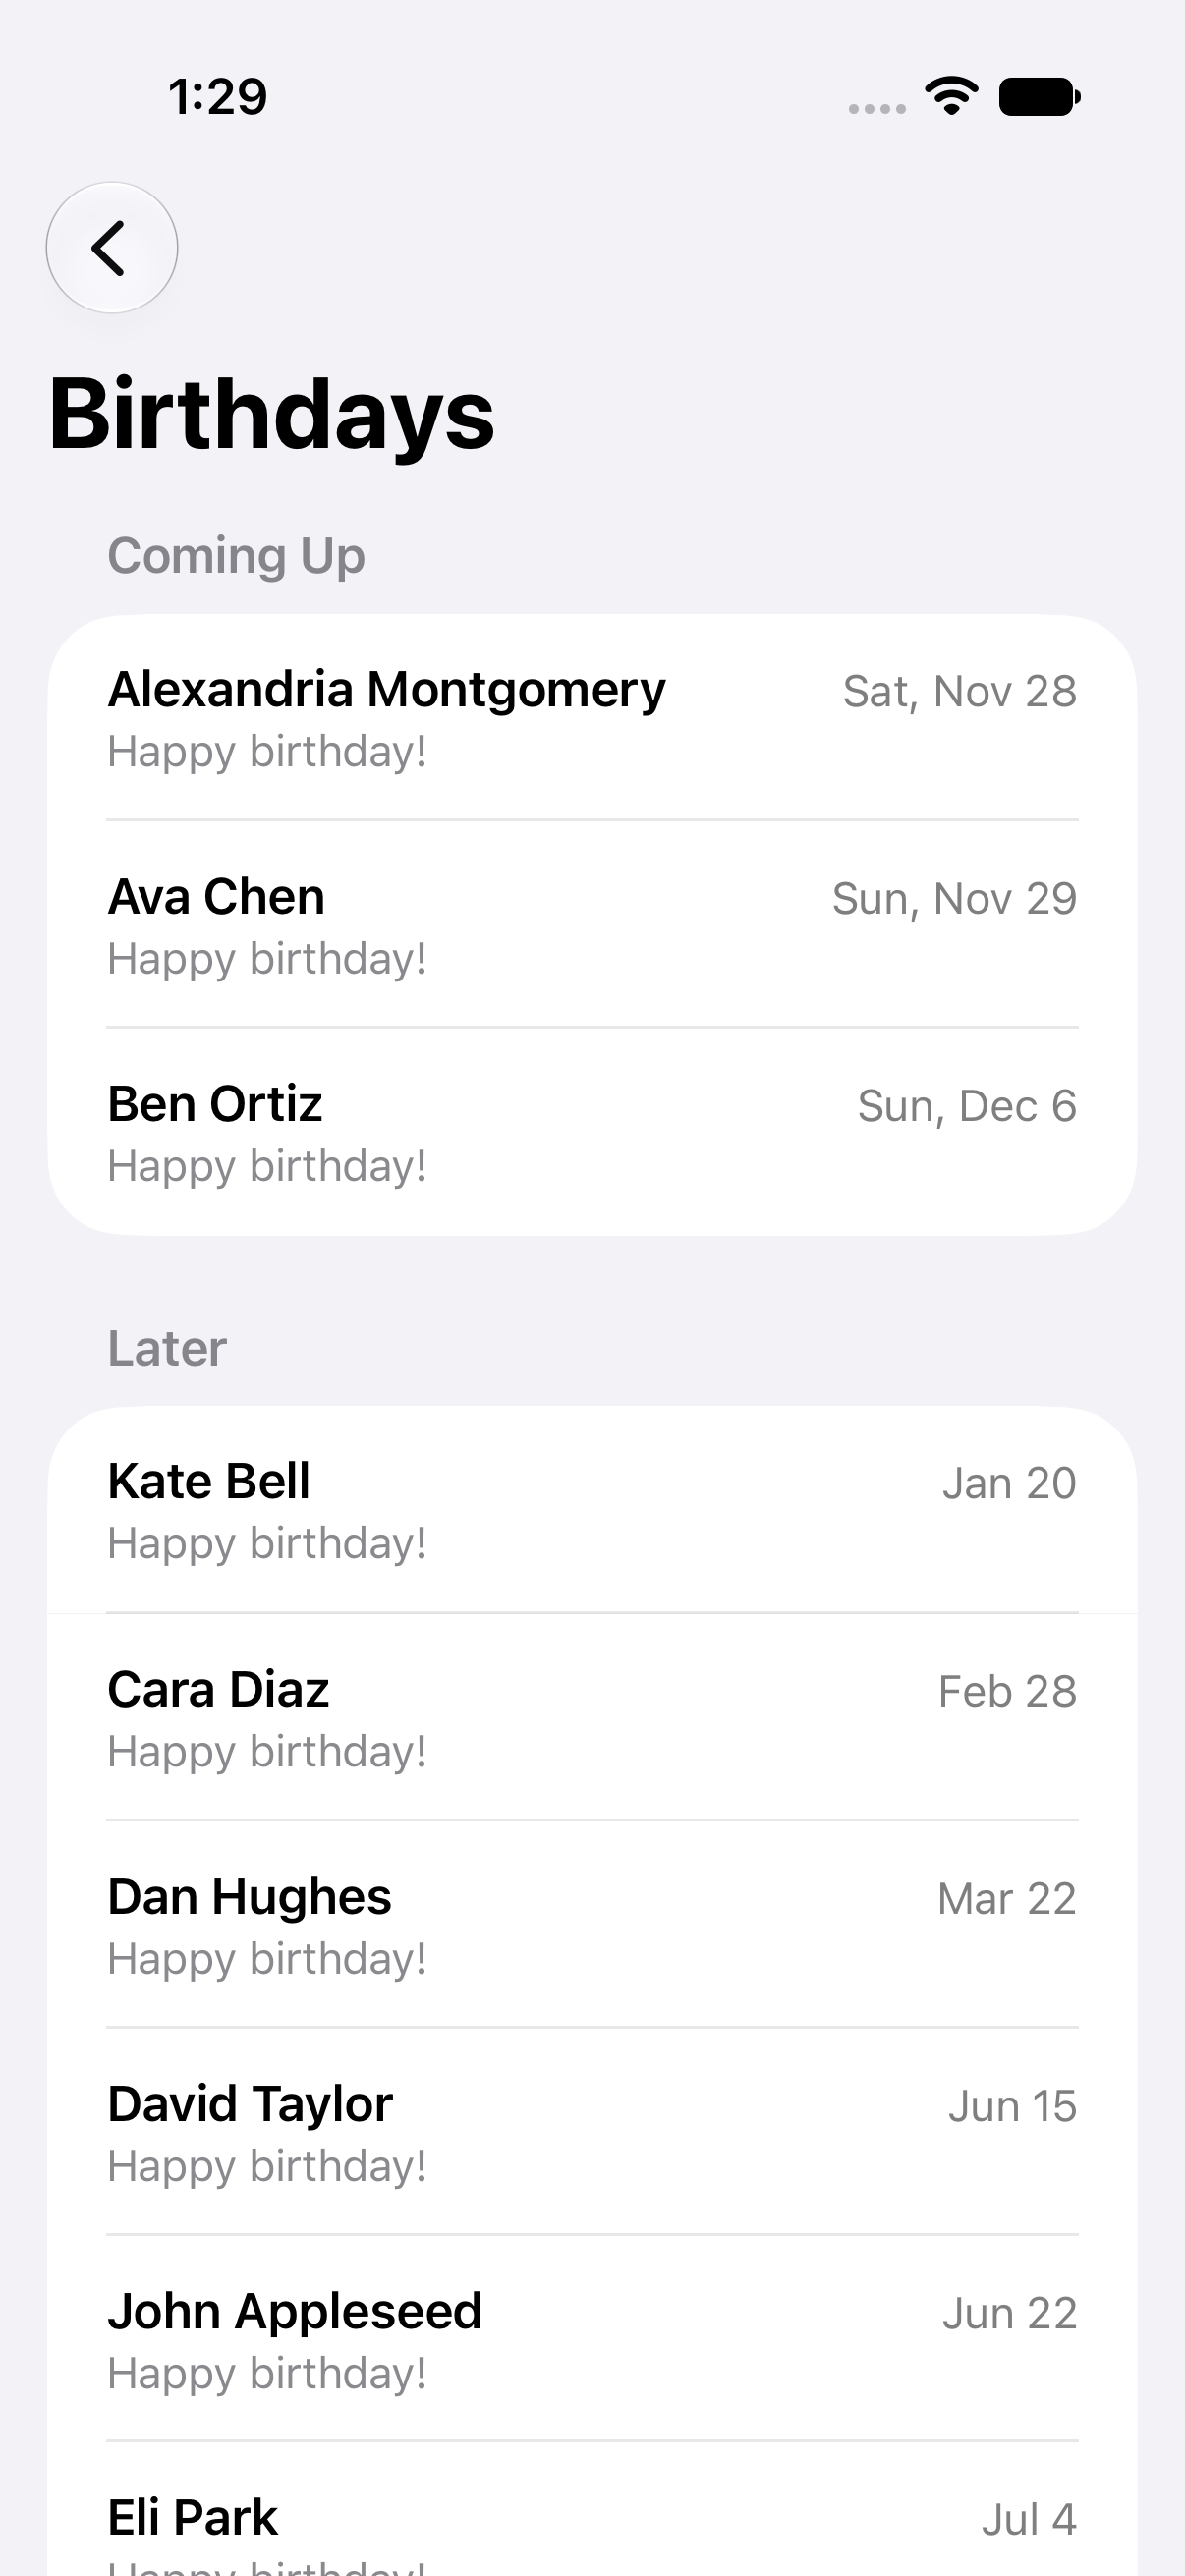 1:29
Birthdays
Coming Up
Alexandria Montgomery Sat, Nov 28
Happy birthday!
Ava Chen Sun, Nov 29
Happy birthday!
Ben Ortiz Sun, Dec 6
Happy birthday!
Later
Kate Bell Jan 20
Happy birthday!
Cara Diaz Feb 28
Happy birthday!
Dan Hughes Mar 22
Happy birthday!
David Taylor Jun 15
Happy birthday!
John Appleseed Jun 22
Happy birthday!
Eli Park Jul 4
Happy birthday!